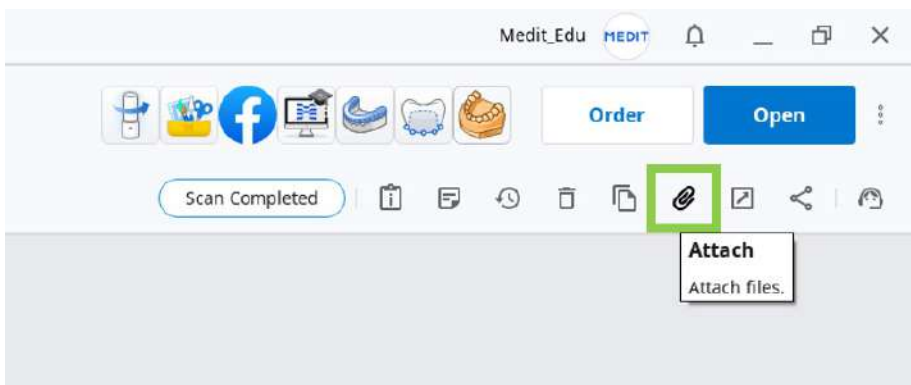 Medit_Edu MEDIT
Order Open
Scan Completed
Attach
Attach files.